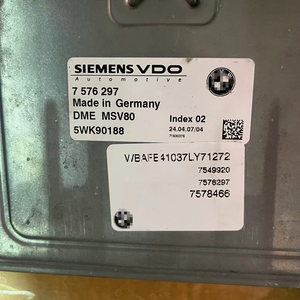 SIEMENS VDO
Automotive
7 576 297
Made in Germany
DME MSV80 Index 02
5WK90188 24.04.07/04
V/BAFE41037LY71272
7549920
7576297
7578466